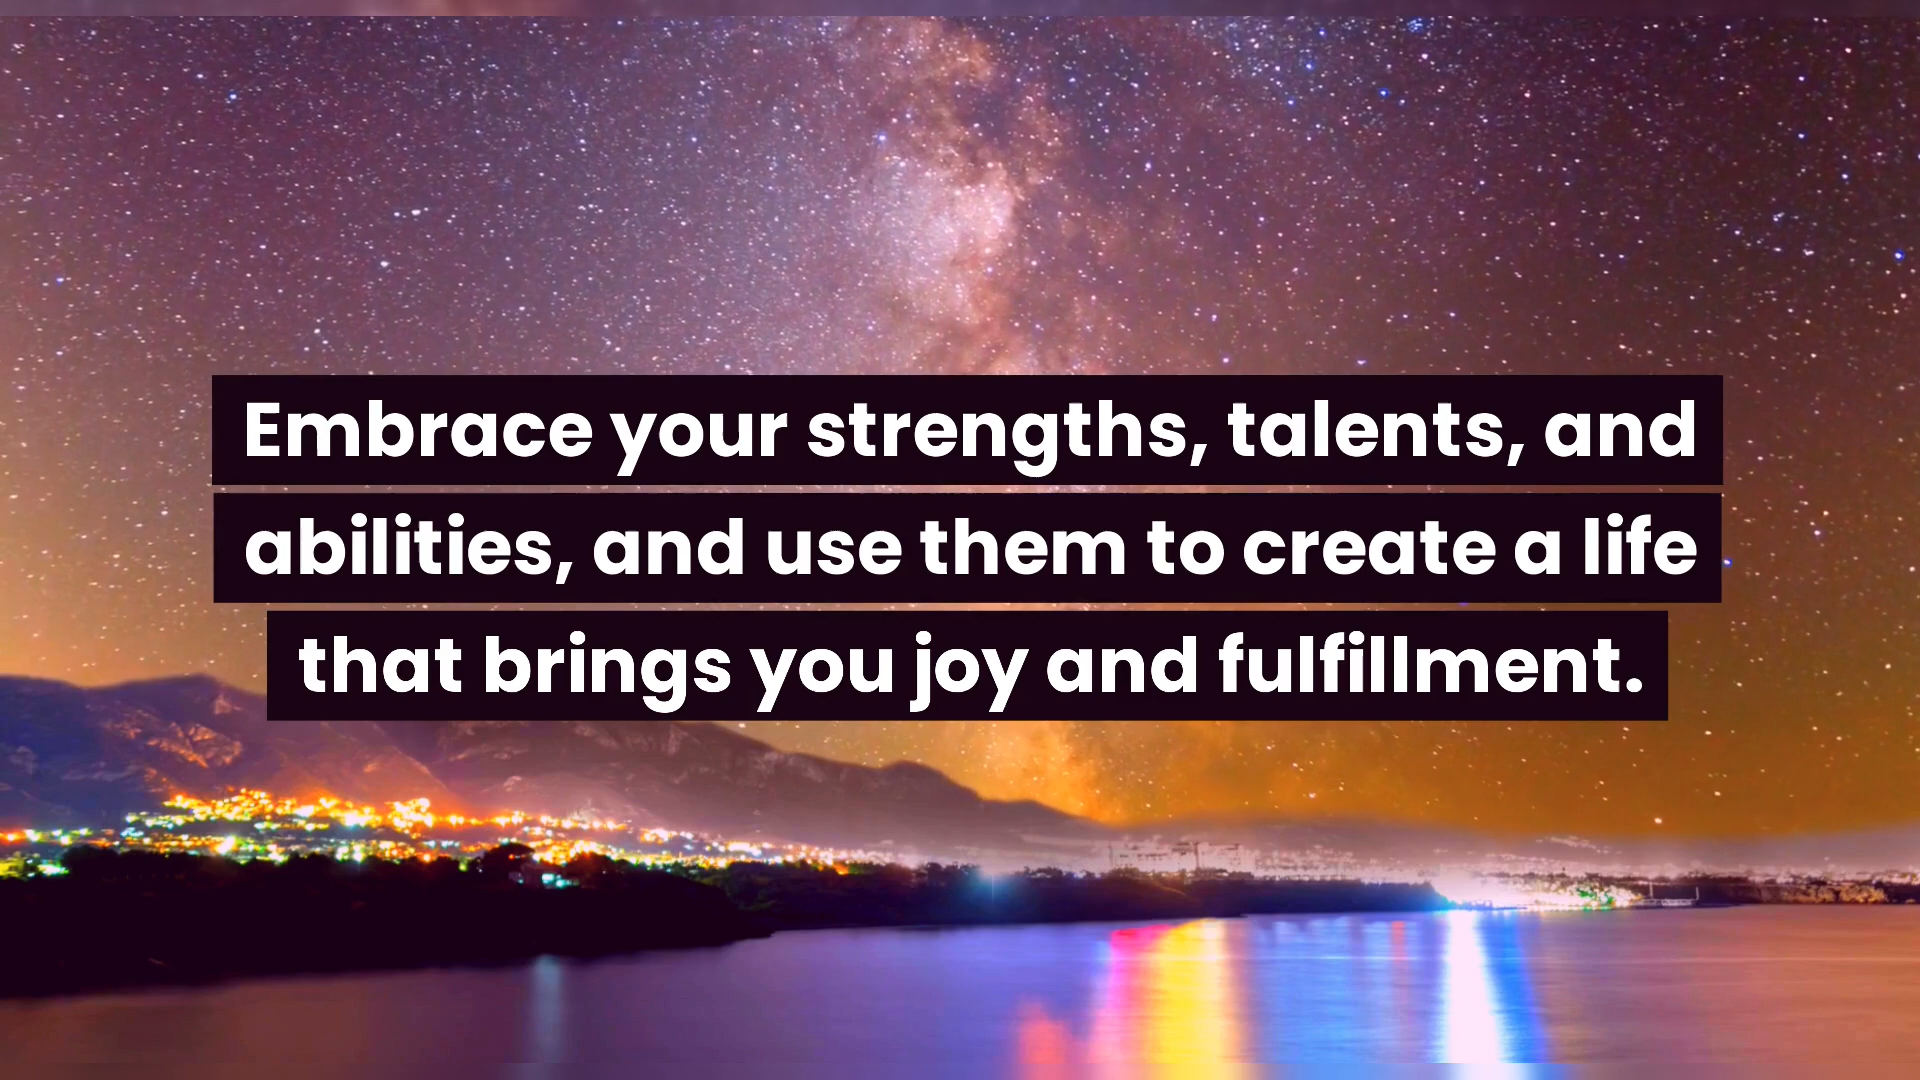 Embrace your strengths, talents, and
abilities, and use them to create a life
that brings you joy and fulfillment.